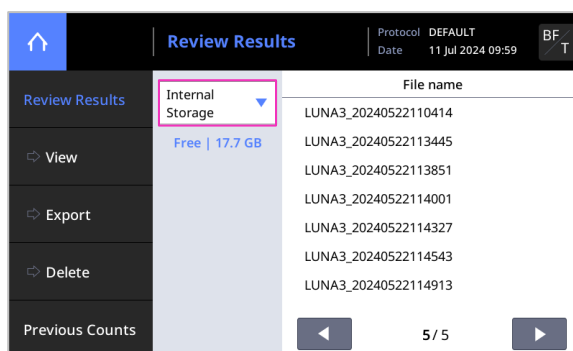 Review Results
Protocol DEFAULT
Date 11 Jul 2024 09:59
BF/T
Review Results
View
Export
Delete
Previous Counts
Internal
Storage
Free | 17.7 GB
File name
LUNA3_20240522110414
LUNA3_20240522113445
LUNA3_20240522113851
LUNA3_20240522114001
LUNA3_20240522114327
LUNA3_20240522114543
LUNA3_20240522114913
5 / 5